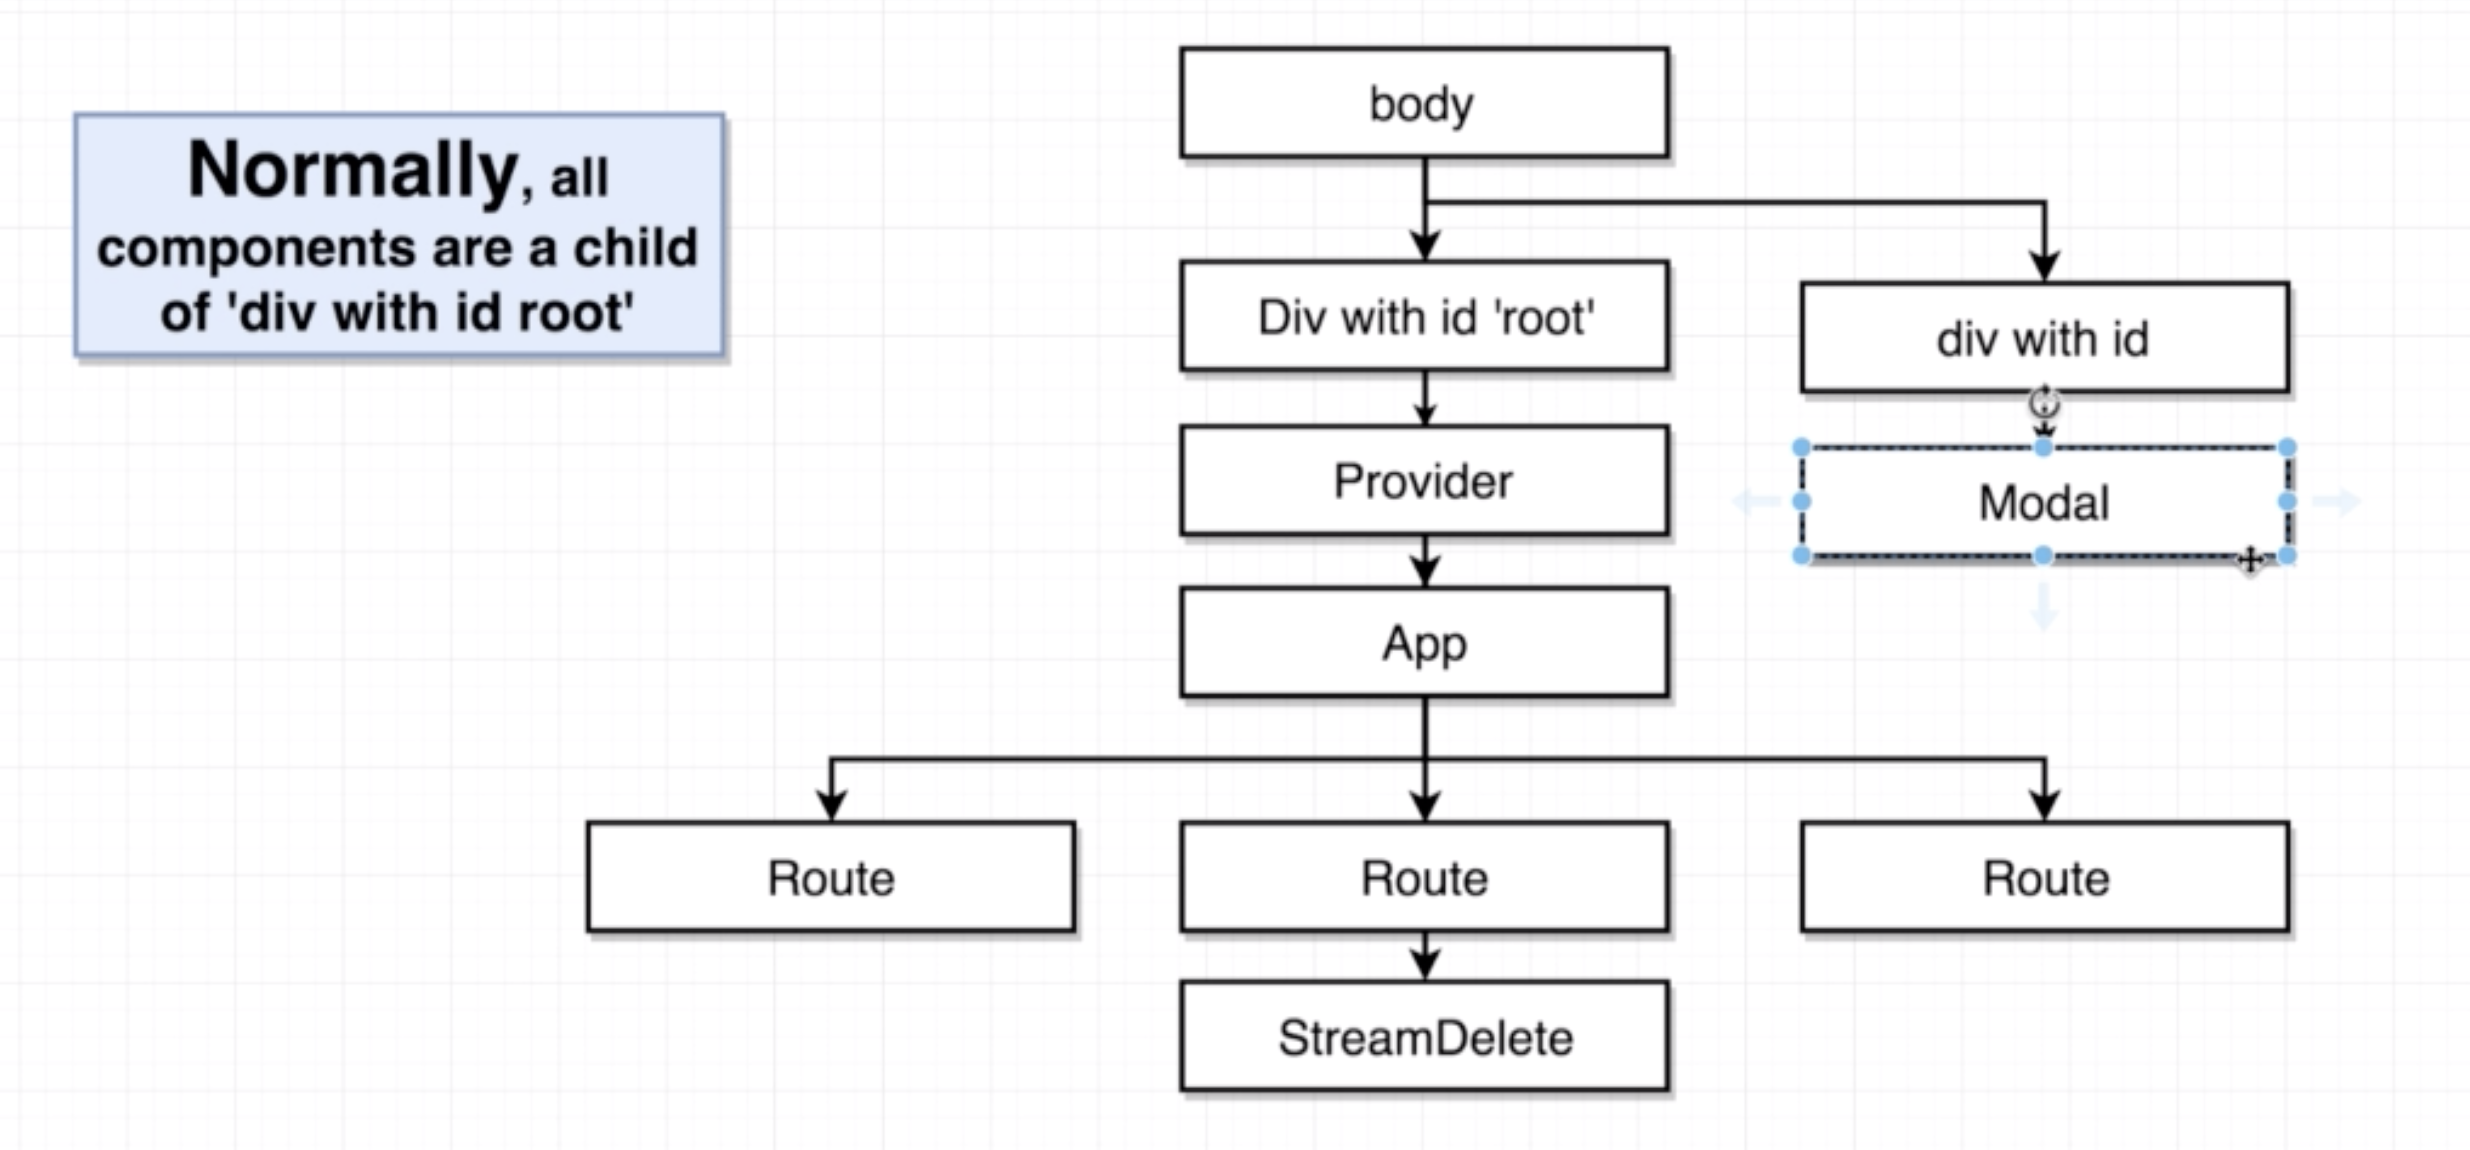 body
Normally, all
components are a child
of 'div with id root'
Div with id 'root'
div with id
Provider
Modal
App
Route
Route
Route
StreamDelete